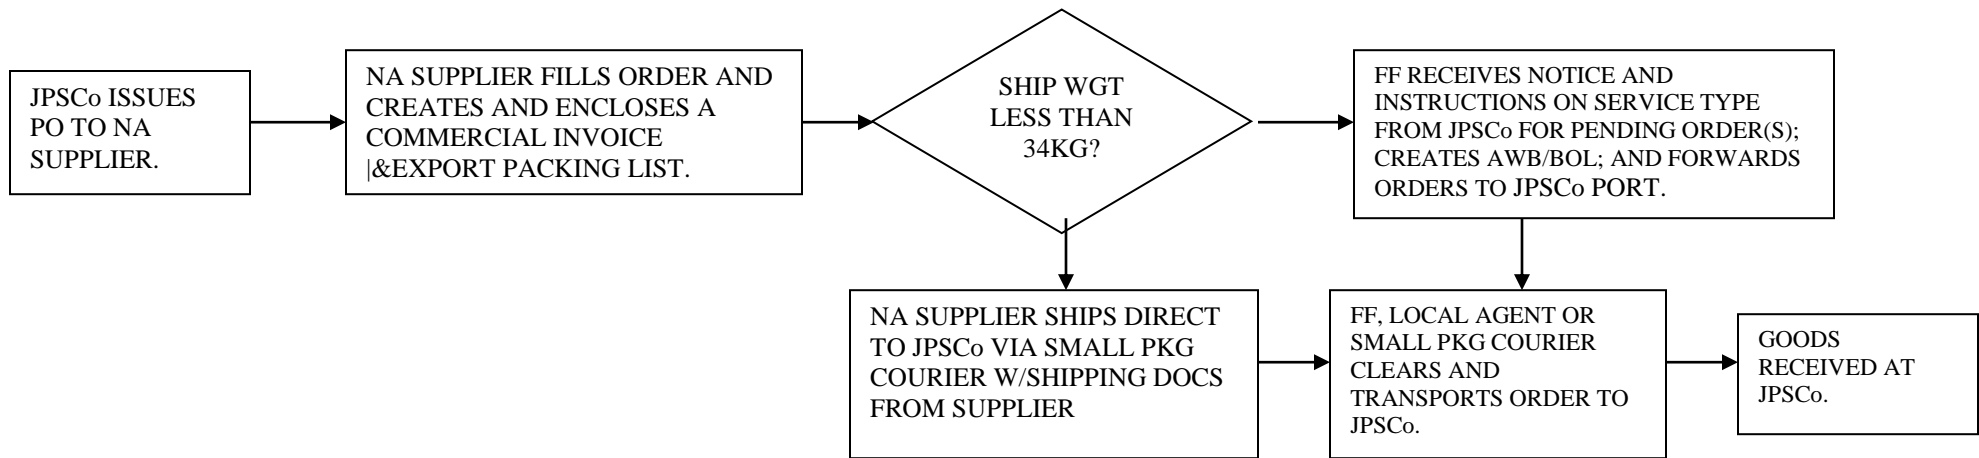 JPSCo ISSUES
PO TO NA
SUPPLIER.
NA SUPPLIER FILLS ORDER AND
CREATES AND ENCLOSES A
COMMERCIAL INVOICE
|&EXPORT PACKING LIST.
SHIP WGT
LESS THAN
34KG?
FF RECEIVES NOTICE AND
INSTRUCTIONS ON SERVICE TYPE
FROM JPSCo FOR PENDING ORDER(S);
CREATES AWB/BOL; AND FORWARDS
ORDERS TO JPSCo PORT.
NA SUPPLIER SHIPS DIRECT
TO JPSCo VIA SMALL PKG
COURIER W/SHIPPING DOCS
FROM SUPPLIER
FF, LOCAL AGENT OR
SMALL PKG COURIER
CLEARS AND
TRANSPORTS ORDER TO
JPSCo.
GOODS
RECEIVED AT
JPSCo.